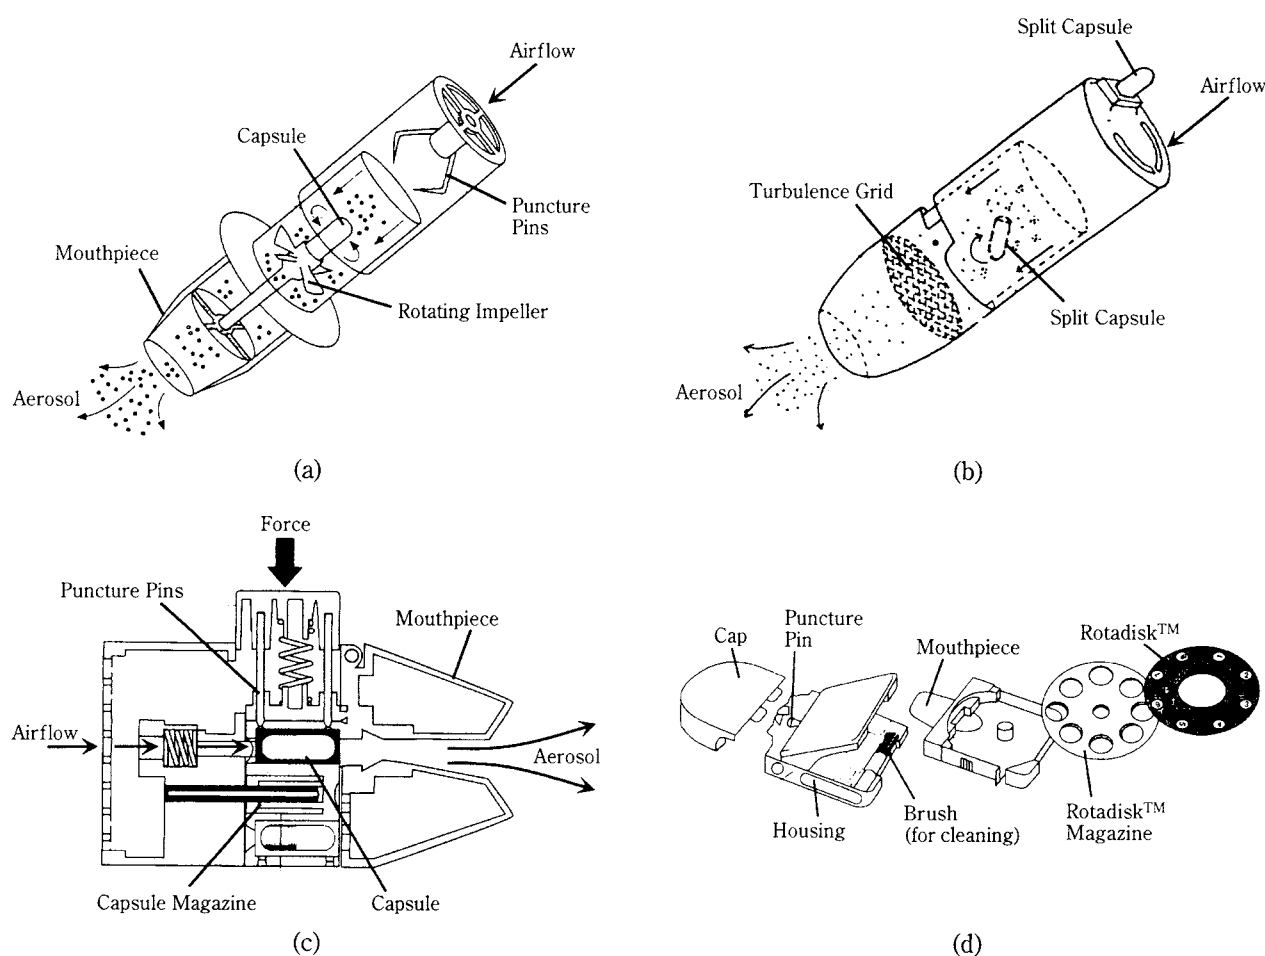 Airflow
Capsule
Puncture
Pins
Mouthpiece
Rotating Impeller
Aerosol
(a)
Split Capsule
Airflow
Turbulence Grid
Split Capsule
Aerosol
(b)
Force
Puncture Pins
Mouthpiece
Airflow
Aerosol
Capsule Magazine
Capsule
(c)
Cap
Puncture
Pin
Mouthpiece
Rotadisk™
Housing
Brush
(for cleaning)
Rotadisk™
Magazine
(d)